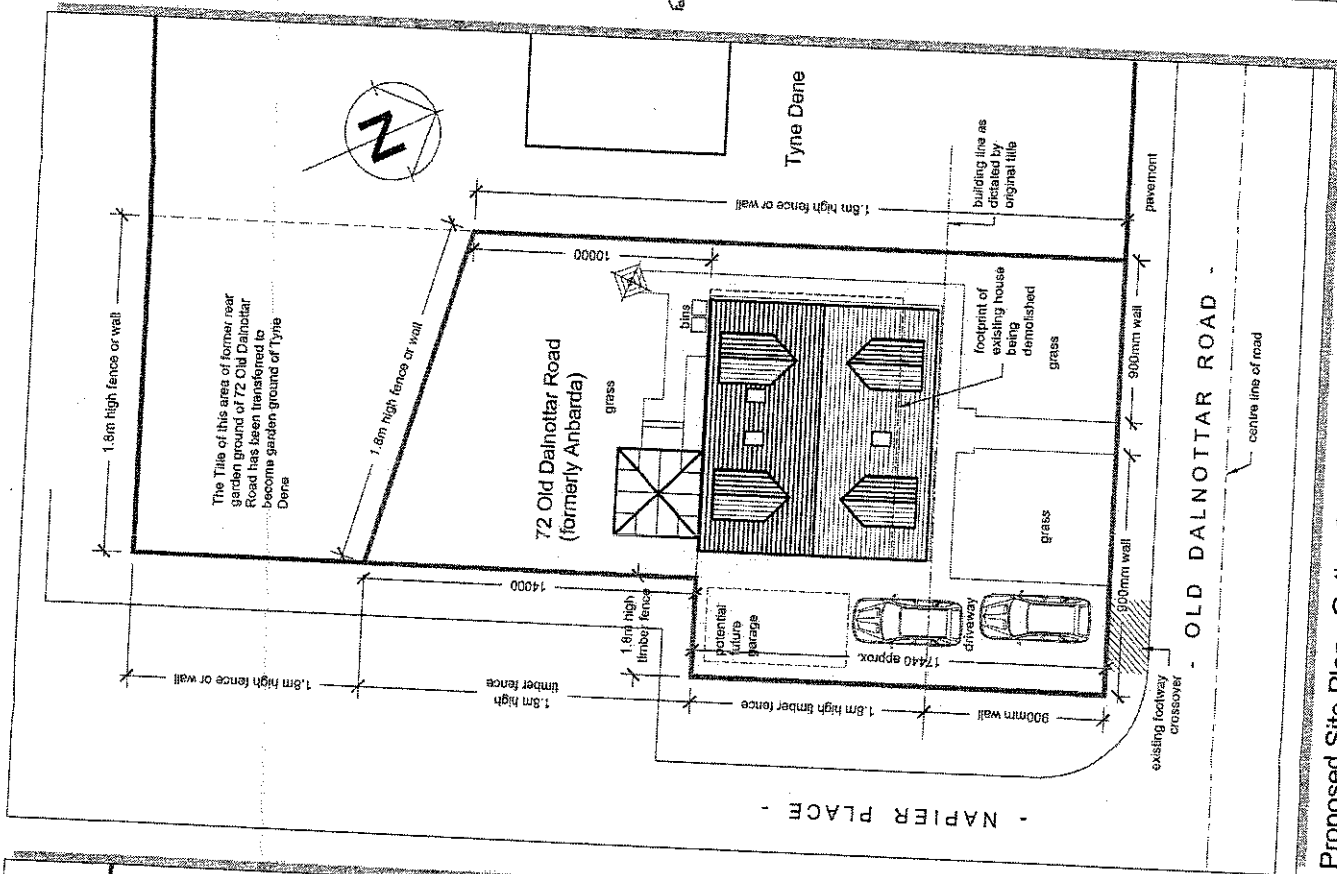 1.8m high fence or wall
The Title of this area of former rear
garden ground of 72 Old Dalnottar
Road has been transferred to
become garden ground of Tyne
Dene
N
Tyne Dene
1.8m high fence or wall
1.8m high fence or wall
building line as
dictated by
original title
pavement
10000
72 Old Dalnottar Road
(formerly Anbarda)
grass
bins
footprint of
existing house
being
demolished
grass
900mm wall
14000
1.8m high
timber fence
potential
future
garage
driveway
17440 approx.
grass
900mm wall
1.8m high fence or wall
1.8m high
timber fence
1.8m high timber fence
900mm wall
existing footway
crossover
- OLD DALNOTTAR ROAD -
centre line of road
- NAPIER PLACE -
Proposed Site Plan